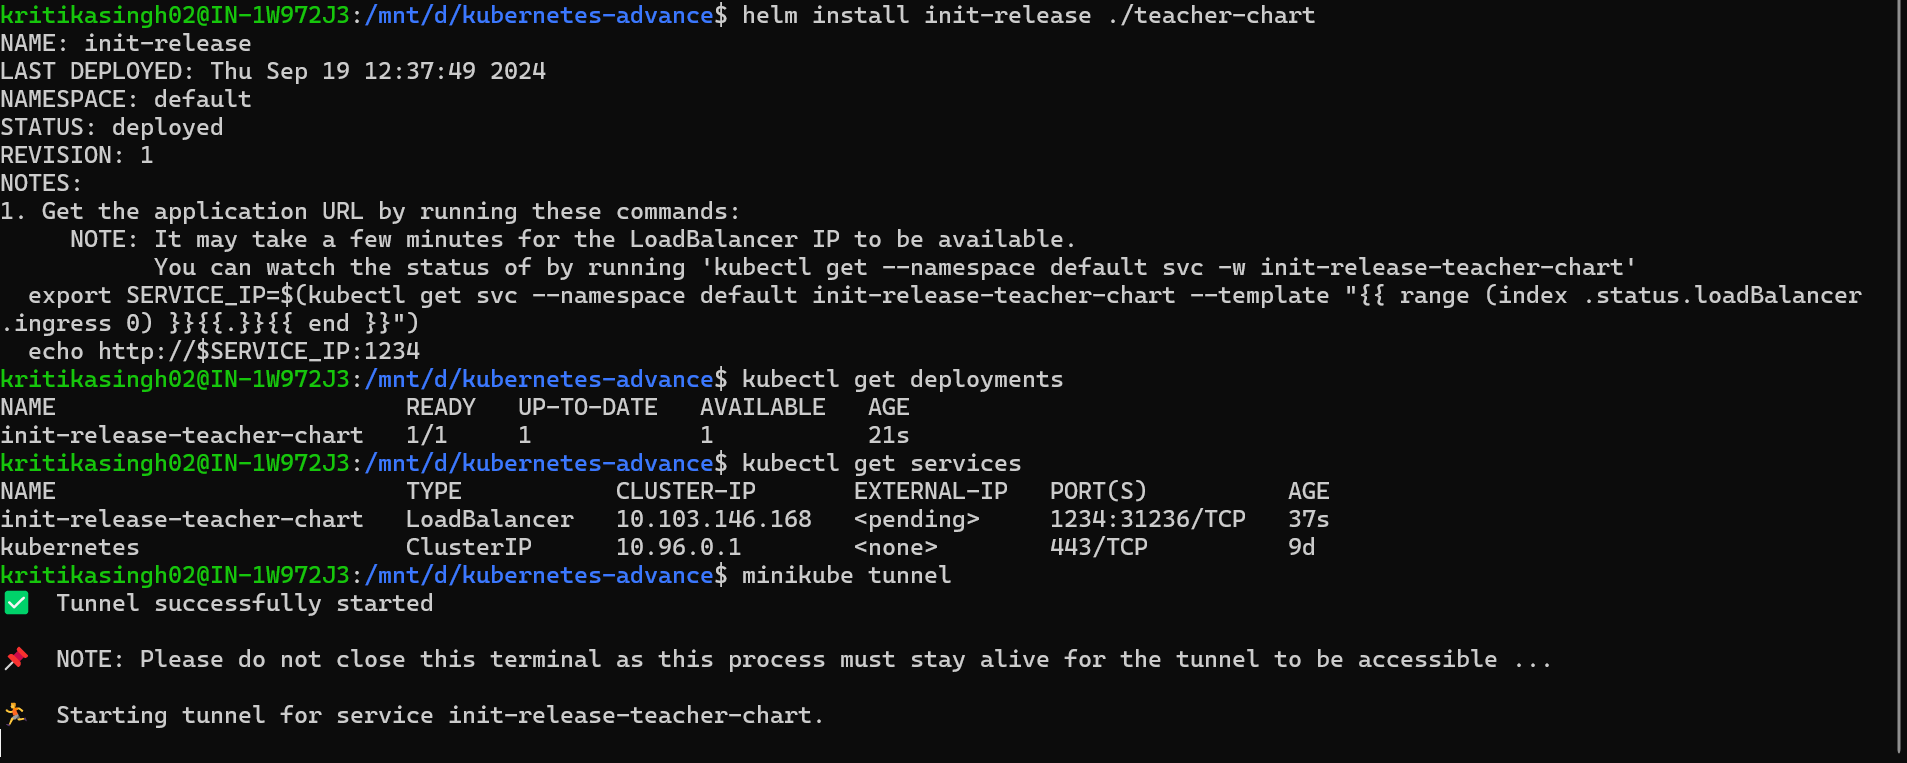 kritikasingh02@IN-1W972J3:/mnt/d/kubernetes-advance$ helm install init-release ./teacher-chart
NAME: init-release
LAST DEPLOYED: Thu Sep 19 12:37:49 2024
NAMESPACE: default
STATUS: deployed
REVISION: 1
NOTES:
1. Get the application URL by running these commands:
     NOTE: It may take a few minutes for the LoadBalancer IP to be available.
           You can watch the status of by running 'kubectl get --namespace default svc -w init-release-teacher-chart'
  export SERVICE_IP=$(kubectl get svc --namespace default init-release-teacher-chart --template "{{ range (index .status.loadBalancer
.ingress 0) }}{{.}}{{ end }}")
  echo http://$SERVICE_IP:1234
kritikasingh02@IN-1W972J3:/mnt/d/kubernetes-advance$ kubectl get deployments
NAME                         READY   UP-TO-DATE   AVAILABLE   AGE
init-release-teacher-chart   1/1     1            1           21s
kritikasingh02@IN-1W972J3:/mnt/d/kubernetes-advance$ kubectl get services
NAME                         TYPE           CLUSTER-IP       EXTERNAL-IP   PORT(S)          AGE
init-release-teacher-chart   LoadBalancer   10.103.146.168   <pending>     1234:31236/TCP   37s
kubernetes                   ClusterIP      10.96.0.1        <none>        443/TCP          9d
kritikasingh02@IN-1W972J3:/mnt/d/kubernetes-advance$ minikube tunnel
✅  Tunnel successfully started
📌  NOTE: Please do not close this terminal as this process must stay alive for the tunnel to be accessible ...
🏃  Starting tunnel for service init-release-teacher-chart.